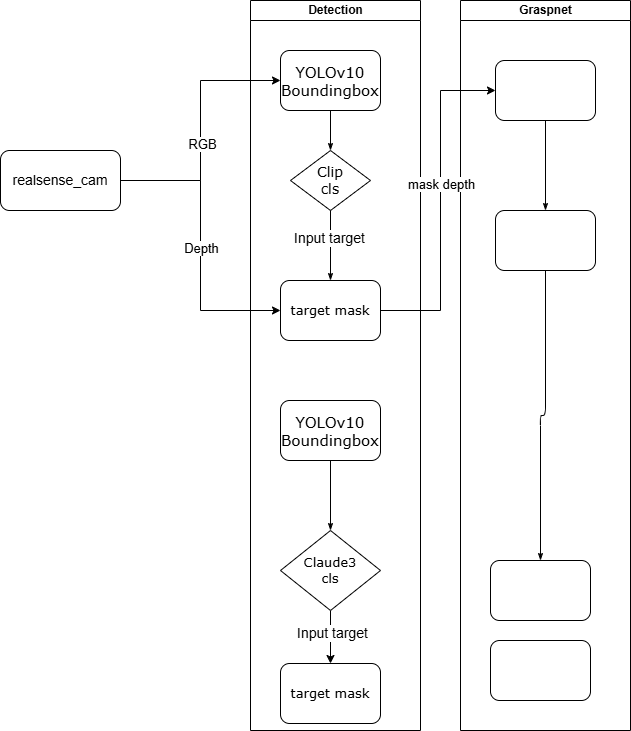 Detection
Graspnet
YOLOv10
Boundingbox
RGB
Clip
cls
realsense_cam
mask depth
Input target
Depth
target mask
YOLOv10
Boundingbox
Claude3
cls
Input target
target mask